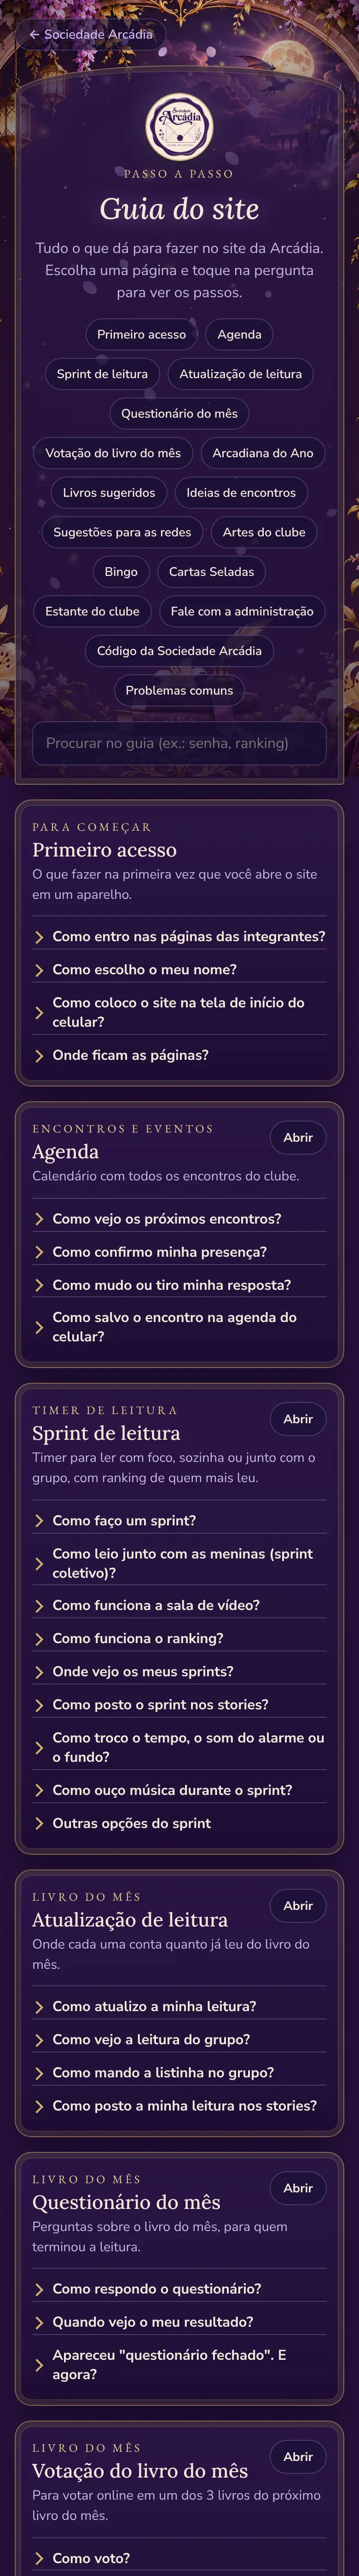 ← Sociedade Arcádia
Sociedade
Arcádia
PASSO A PASSO
Guia do site
Tudo o que dá para fazer no site da Arcádia.
Escolha uma página e toque na pergunta
para ver os passos.
Primeiro acesso
Agenda
Sprint de leitura
Atualização de leitura
Questionário do mês
Votação do livro do mês
Arcadiana do Ano
Livros sugeridos
Ideias de encontros
Sugestões para as redes
Artes do clube
Bingo
Cartas Seladas
Estante do clube
Fale com a administração
Código da Sociedade Arcádia
Problemas comuns
Procurar no guia (ex.: senha, ranking)
PARA COMEÇAR
Primeiro acesso
O que fazer na primeira vez que você abre o site
em um aparelho.
Como entro nas páginas das integrantes?
Como escolho o meu nome?
Como coloco o site na tela de início do
celular?
Onde ficam as páginas?
ENCONTROS E EVENTOS
Abrir
Agenda
Calendário com todos os encontros do clube.
Como vejo os próximos encontros?
Como confirmo minha presença?
Como mudo ou tiro minha resposta?
Como salvo o encontro na agenda do
celular?
TIMER DE LEITURA
Abrir
Sprint de leitura
Timer para ler com foco, sozinha ou junto com o
grupo, com ranking de quem mais leu.
Como faço um sprint?
Como leio junto com as meninas (sprint
coletivo)?
Como funciona a sala de vídeo?
Como funciona o ranking?
Onde vejo os meus sprints?
Como posto o sprint nos stories?
Como troco o tempo, o som do alarme ou
o fundo?
Como ouço música durante o sprint?
Outras opções do sprint
LIVRO DO MÊS
Abrir
Atualização de leitura
Onde cada uma conta quanto já leu do livro do
mês.
Como atualizo a minha leitura?
Como vejo a leitura do grupo?
Como mando a listinha no grupo?
Como posto a minha leitura nos stories?
LIVRO DO MÊS
Abrir
Questionário do mês
Perguntas sobre o livro do mês, para quem
terminou a leitura.
Como respondo o questionário?
Quando vejo o meu resultado?
Apareceu "questionário fechado". E
agora?
LIVRO DO MÊS
Abrir
Votação do livro do mês
Para votar online em um dos 3 livros do próximo
livro do mês.
Como voto?